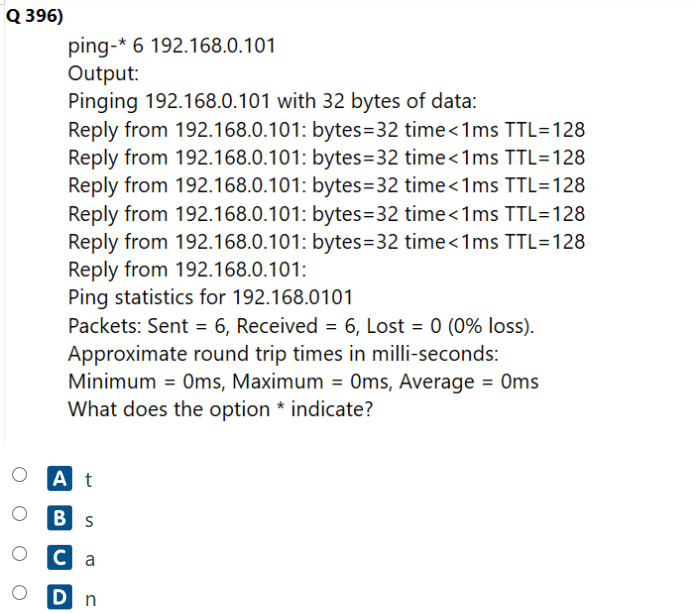 Q 396)
ping-* 6 192.168.0.101
Output:
Pinging 192.168.0.101 with 32 bytes of data:
Reply from 192.168.0.101: bytes=32 time<1ms TTL=128
Reply from 192.168.0.101: bytes=32 time<1ms TTL=128
Reply from 192.168.0.101: bytes=32 time<1ms TTL=128
Reply from 192.168.0.101: bytes=32 time<1ms TTL=128
Reply from 192.168.0.101: bytes=32 time<1ms TTL=128
Reply from 192.168.0.101:
Ping statistics for 192.168.0101
Packets: Sent = 6, Received = 6, Lost = 0 (0% loss).
Approximate round trip times in milli-seconds:
Minimum = 0ms, Maximum = 0ms, Average = 0ms
What does the option * indicate?
A t
B s
C a
D n